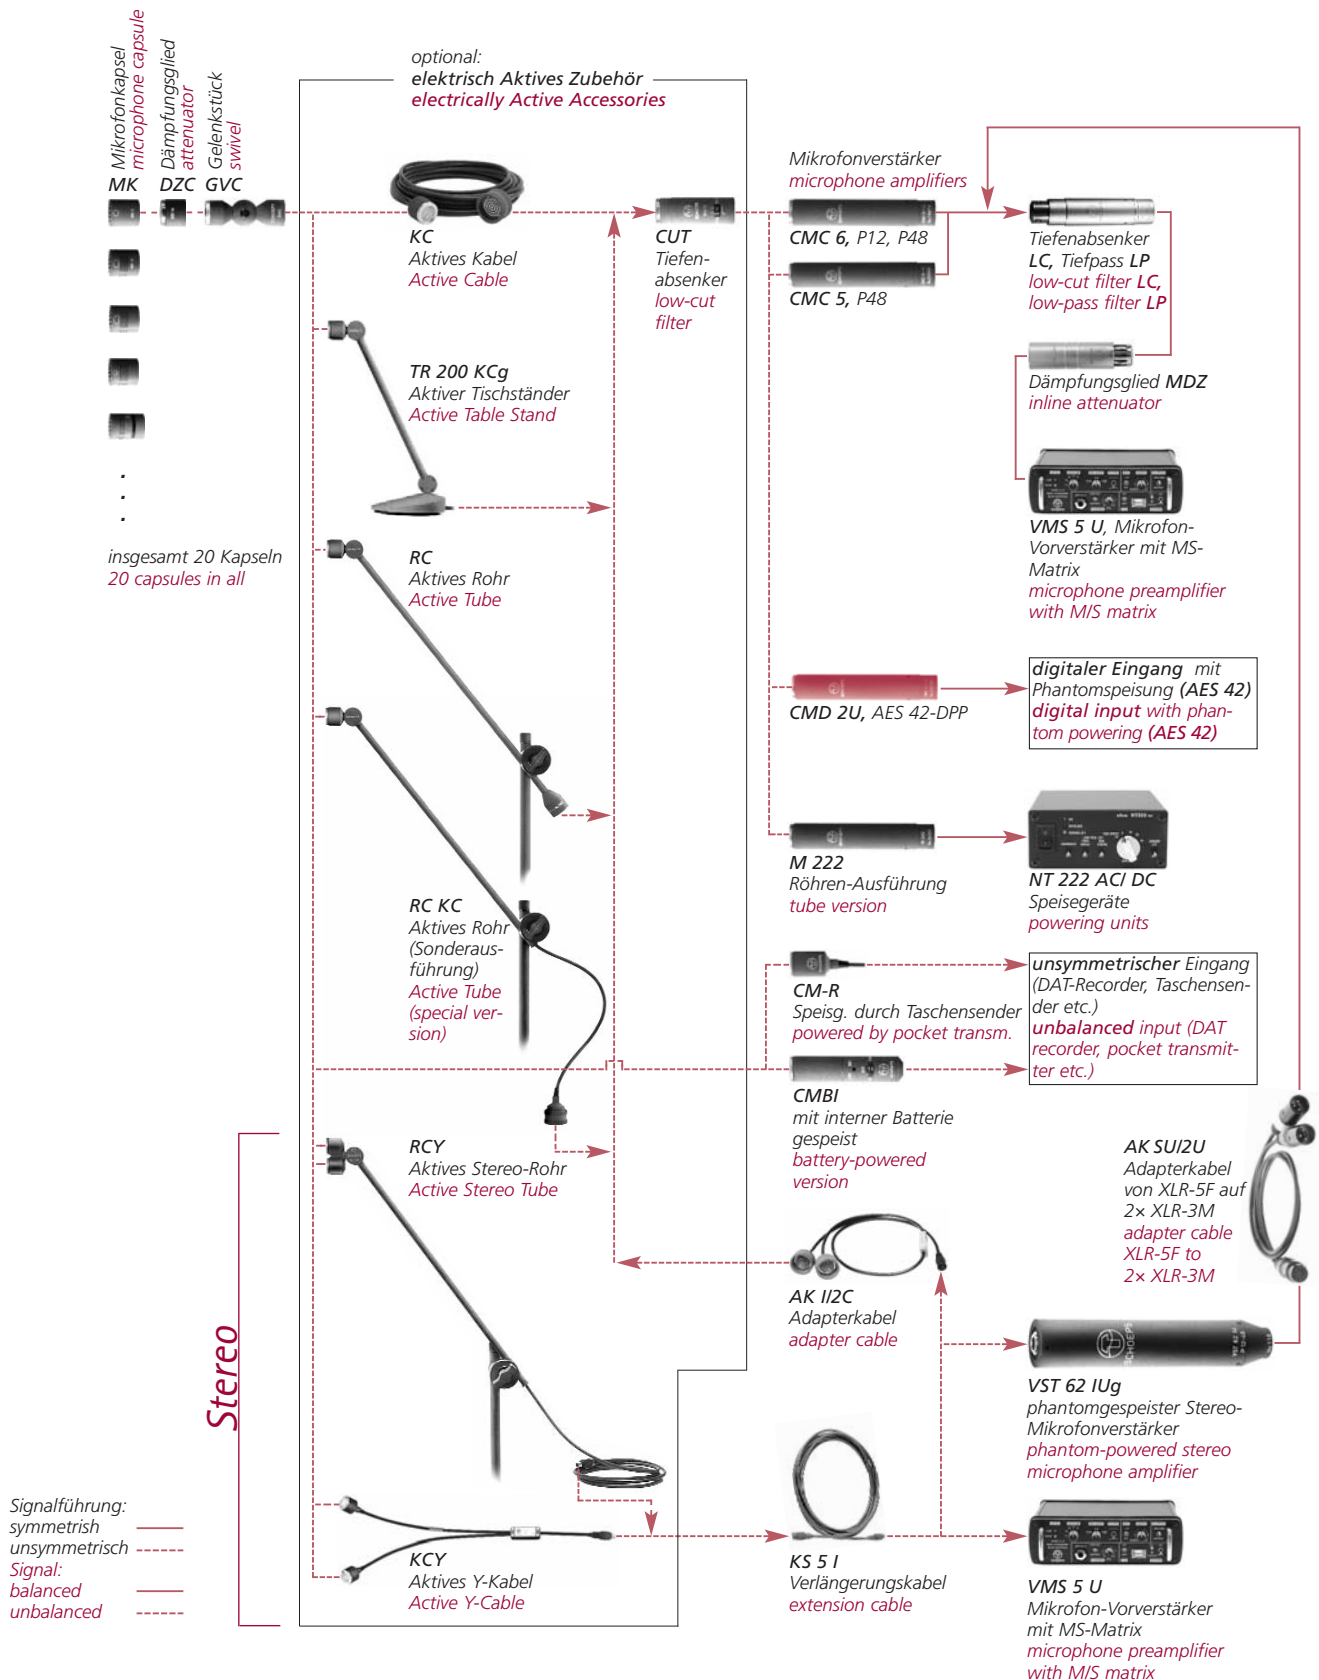 Mikrofonkapsel
microphone capsule
Dämpfungsglied
attenuator
Gelenkstück
swivel
MK
DZC
GVC
insgesamt 20 Kapseln
20 capsules in all
optional:
elektrisch Aktives Zubehör
electrically Active Accessories
KC
Aktives Kabel
Active Cable
TR 200 KCg
Aktiver Tischständer
Active Table Stand
RC
Aktives Rohr
Active Tube
RC KC
Aktives Rohr
(Sonderaus-
führung)
Active Tube
(special ver-
sion)
RCY
Aktives Stereo-Rohr
Active Stereo Tube
KCY
Aktives Y-Kabel
Active Y-Cable
CUT
Tiefen-
absenker
low-cut
filter
Mikrofonverstärker
microphone amplifiers
CMC 6, P12, P48
CMC 5, P48
Tiefenabsenker
LC, Tiefpass LP
low-cut filter LC,
low-pass filter LP
Dämpfungsglied MDZ
inline attenuator
VMS 5 U, Mikrofon-
Vorverstärker mit MS-
Matrix
microphone preamplifier
with M/S matrix
CMD 2U, AES 42-DPP
digitaler Eingang mit
Phantomspeisung (AES 42)
digital input with phan-
tom powering (AES 42)
M 222
Röhren-Ausführung
tube version
NT 222 AC/ DC
Speisegeräte
powering units
CM-R
Speisg. durch Taschensender
powered by pocket transm.
CMBI
mit interner Batterie
gespeist
battery-powered
version
unsymmetrischer Eingang
(DAT-Recorder, Taschensen-
der etc.)
unbalanced input (DAT
recorder, pocket transmit-
ter etc.)
AK SU/2U
Adapterkabel
von XLR-5F auf
2× XLR-3M
adapter cable
XLR-5F to
2× XLR-3M
AK I/2C
Adapterkabel
adapter cable
SCHOEPS
VST 62 IUg
phantomgespeister Stereo-
Mikrofonverstärker
phantom-powered stereo
microphone amplifier
KS 5 I
Verlängerungskabel
extension cable
VMS 5 U
Mikrofon-Vorverstärker
mit MS-Matrix
microphone preamplifier
with M/S matrix
Stereo
Signalführung:
symmetrish
unsymmetrisch
Signal:
balanced
unbalanced